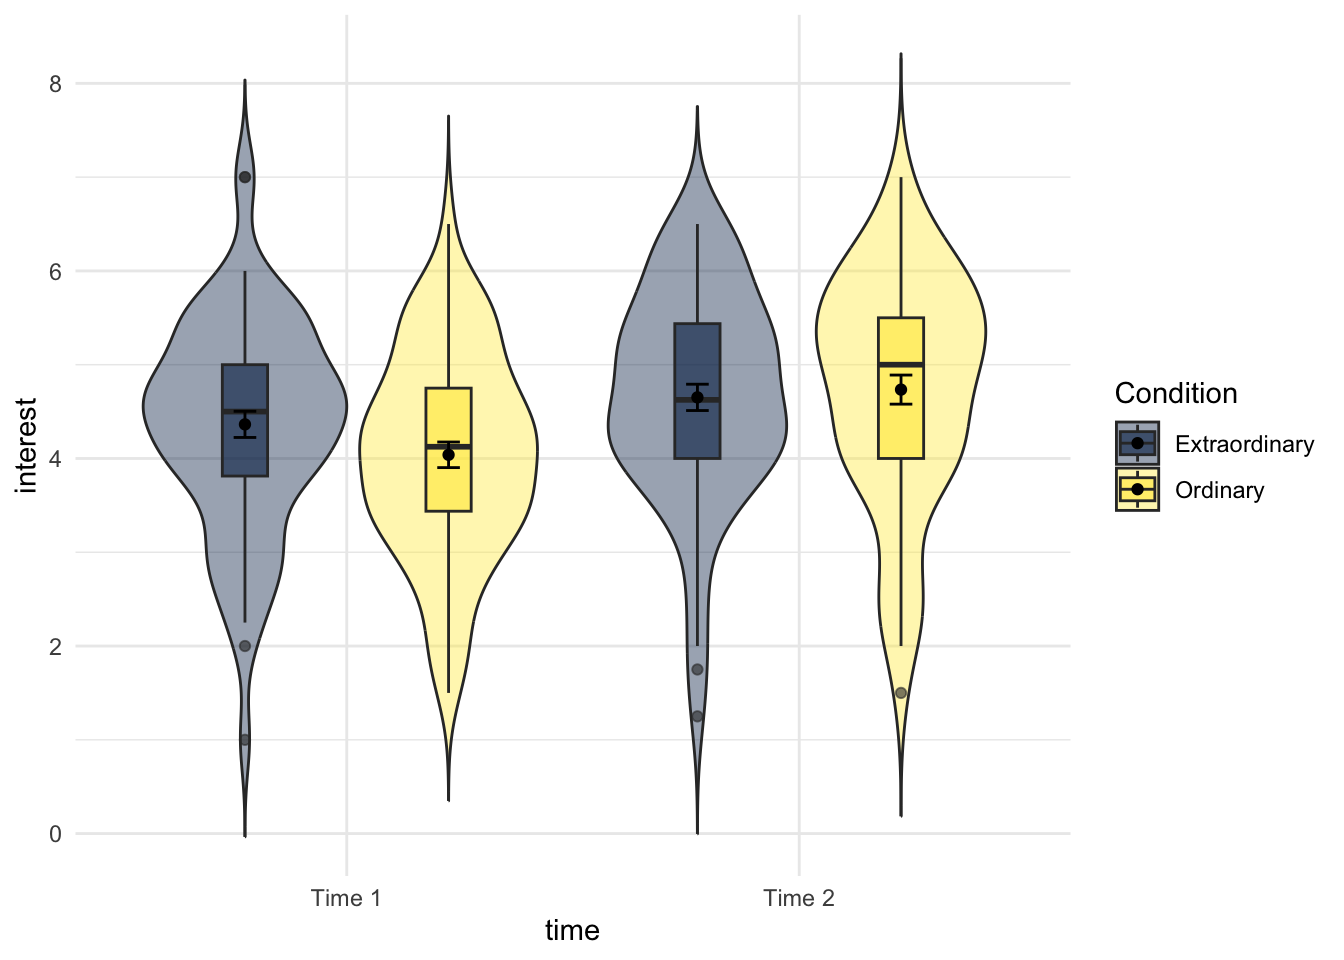 8
6
4
2
0
interest
Time 1
Time 2
time
Condition
Extraordinary
Ordinary